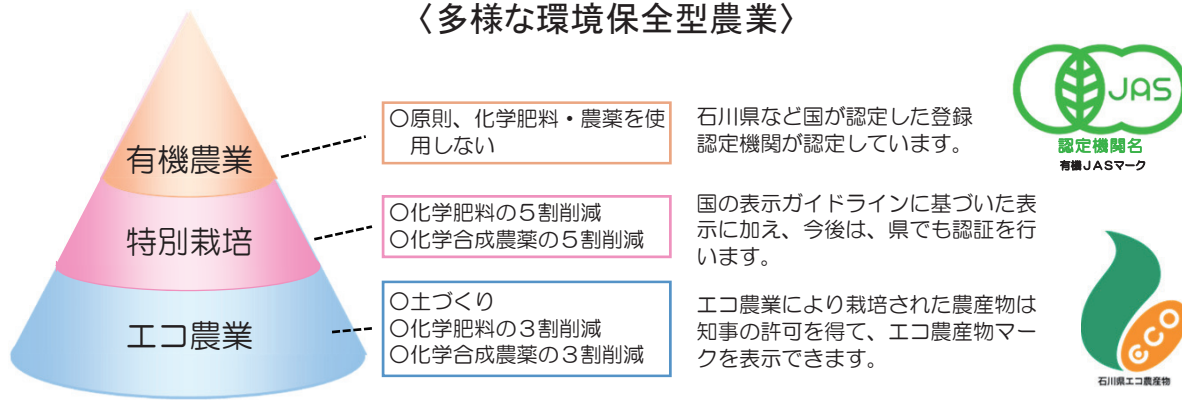 〈多様な環境保全型農業〉
有機農業
〇原則、化学肥料・農薬を使
用しない
石川県など国が認定した登録
認定機関が認定しています。
JAS
認定機関名
有機JASマーク
特別栽培
〇化学肥料の5割削減
〇化学合成農薬の5割削減
国の表示ガイドラインに基づいた表
示に加え、今後は、県でも認証を行
います。
エコ農業
〇土づくり
〇化学肥料の3割削減
〇化学合成農薬の3割削減
エコ農業により栽培された農産物は
知事の許可を得て、エコ農産物マー
クを表示できます。
eco
石川県エコ農産物